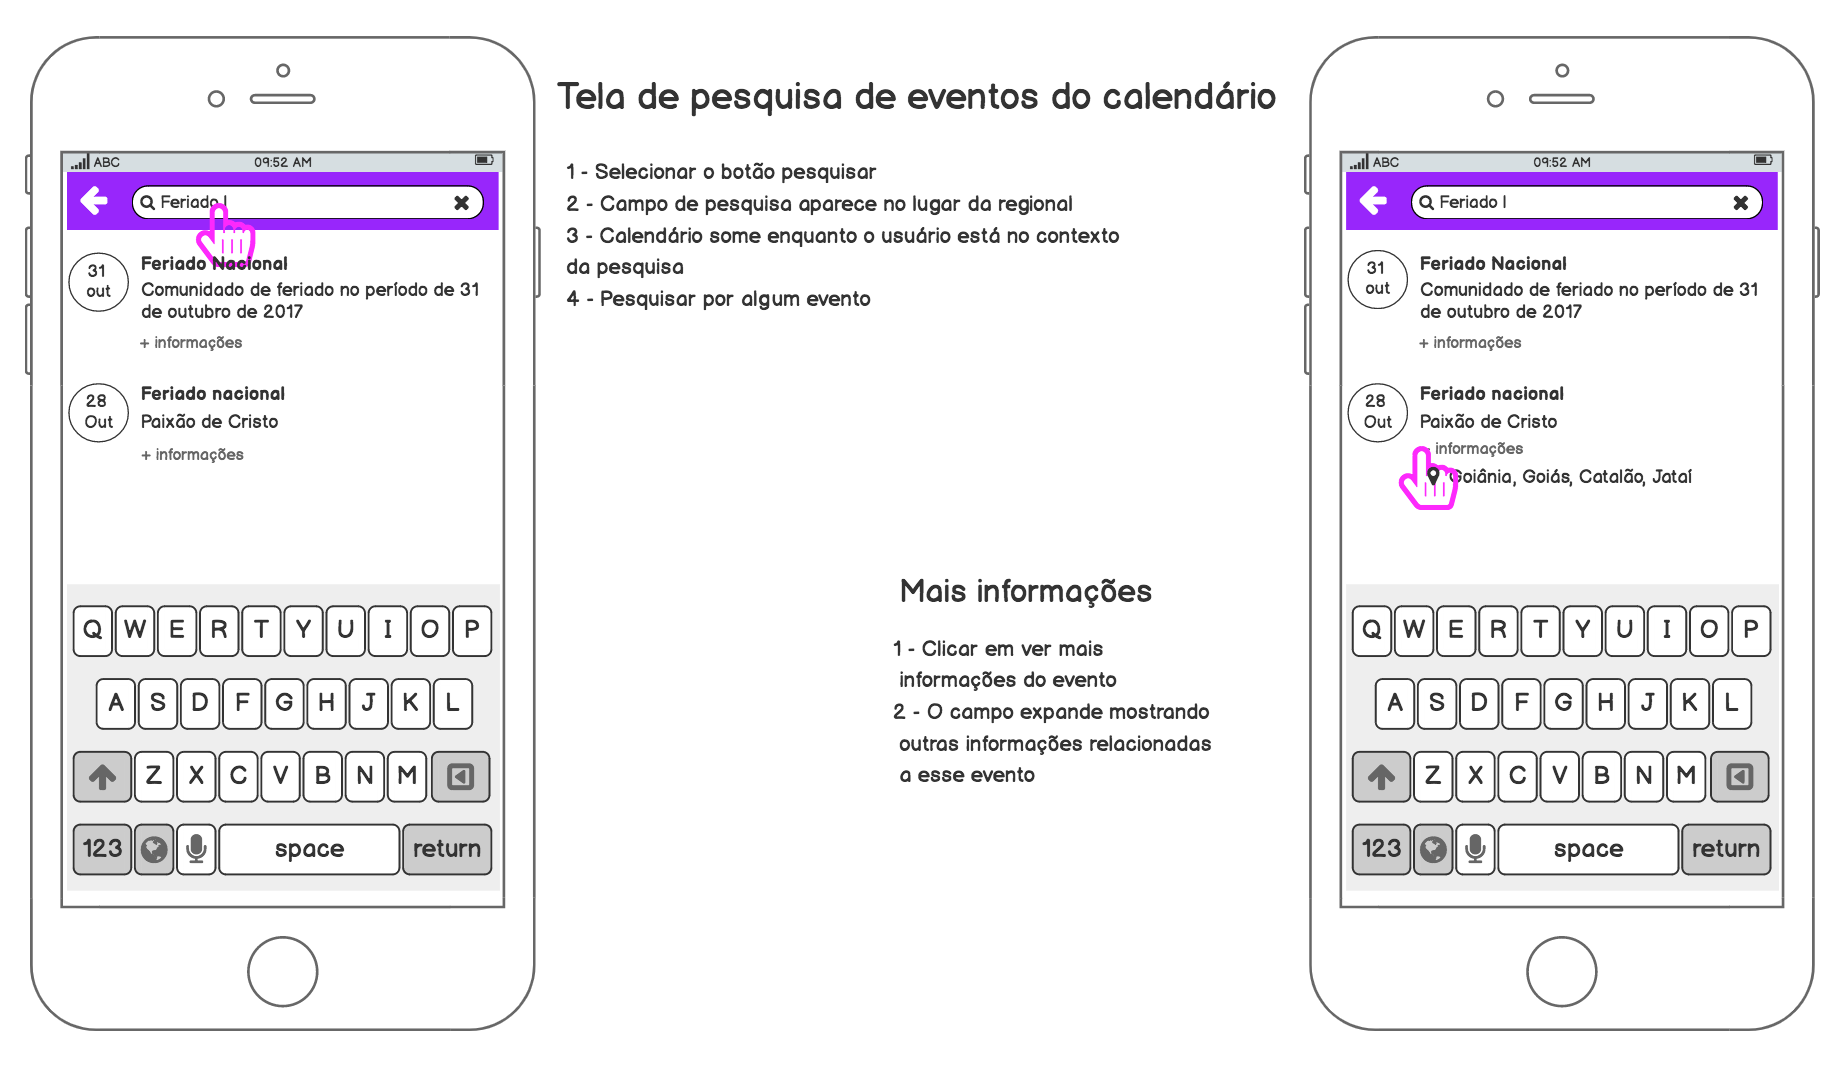 ABC 09:52 AM
Feriado |
31
out
Feriado Nacional
Comunidado de feriado no período de 31
de outubro de 2017
+ informações
28
Out
Feriado nacional
Paixão de Cristo
+ informações
Q W E R T Y U I O P
A S D F G H J K L
Z X C V B N M
123 space return
Tela de pesquisa de eventos do calendário
1 - Selecionar o botão pesquisar
2 - Campo de pesquisa aparece no lugar da regional
3 - Calendário some enquanto o usuário está no contexto
da pesquisa
4 - Pesquisar por algum evento
Mais informações
1 - Clicar em ver mais
informações do evento
2 - O campo expande mostrando
outras informações relacionadas
a esse evento
ABC 09:52 AM
Feriado |
31
out
Feriado Nacional
Comunidado de feriado no período de 31
de outubro de 2017
+ informações
28
Out
Feriado nacional
Paixão de Cristo
informações
Goiânia, Goiás, Catalão, Jataí
Q W E R T Y U I O P
A S D F G H J K L
Z X C V B N M
123 space return